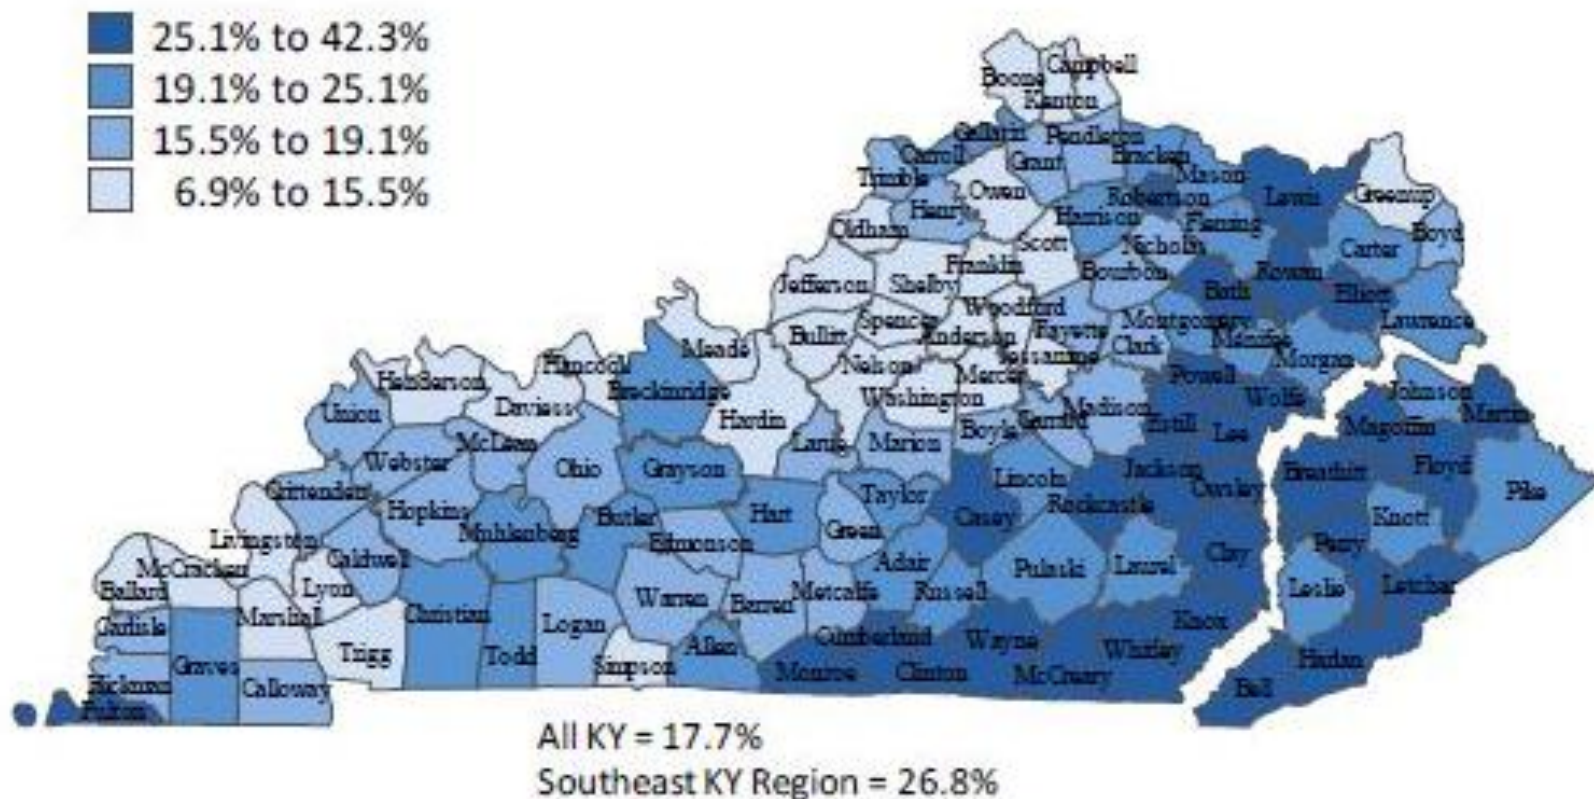 25.1% to 42.3%
19.1% to 25.1%
15.5% to 19.1%
6.9% to 15.5%
Boone
Campbell
Kenton
Gallatin
Pendleton
Carroll
Grant
Bracken
Trimble
Owen
Mason
Robertson
Lewis
Greenup
Henry
Harrison
Fleming
Oldham
Scott
Nicholas
Carter
Boyd
Jefferson
Shelby
Franklin
Bourbon
Rowan
Bath
Elliott
Woodford
Spencer
Fayette
Montgomery
Lawrence
Bullitt
Anderson
Clark
Menifee
Morgan
Meade
Jessamine
Hancock
Nelson
Mercer
Powell
Johnson
Henderson
Breckinridge
Washington
Wolfe
Martin
Daviess
Hardin
Madison
Union
Garrard
Estill
Magoffin
McLean
Larue
Marion
Boyle
Lee
Webster
Ohio
Grayson
Lincoln
Jackson
Breathitt
Floyd
Crittenden
Taylor
Owsley
Pike
Hopkins
Butler
Hart
Casey
Rockcastle
Knott
Muhlenberg
Green
Livingston
Edmonson
Perry
Caldwell
Clay
McCracken
Adair
Pulaski
Laurel
Ballard
Lyon
Warren
Barren
Metcalfe
Russell
Leslie
Letcher
Marshall
Christian
Logan
Carlisle
Cumberland
Wayne
Knox
Graves
Trigg
Todd
Simpson
Allen
Whitley
Harlan
Hickman
Calloway
Monroe
Clinton
McCreary
Bell
Fulton
All KY = 17.7%
Southeast KY Region = 26.8%